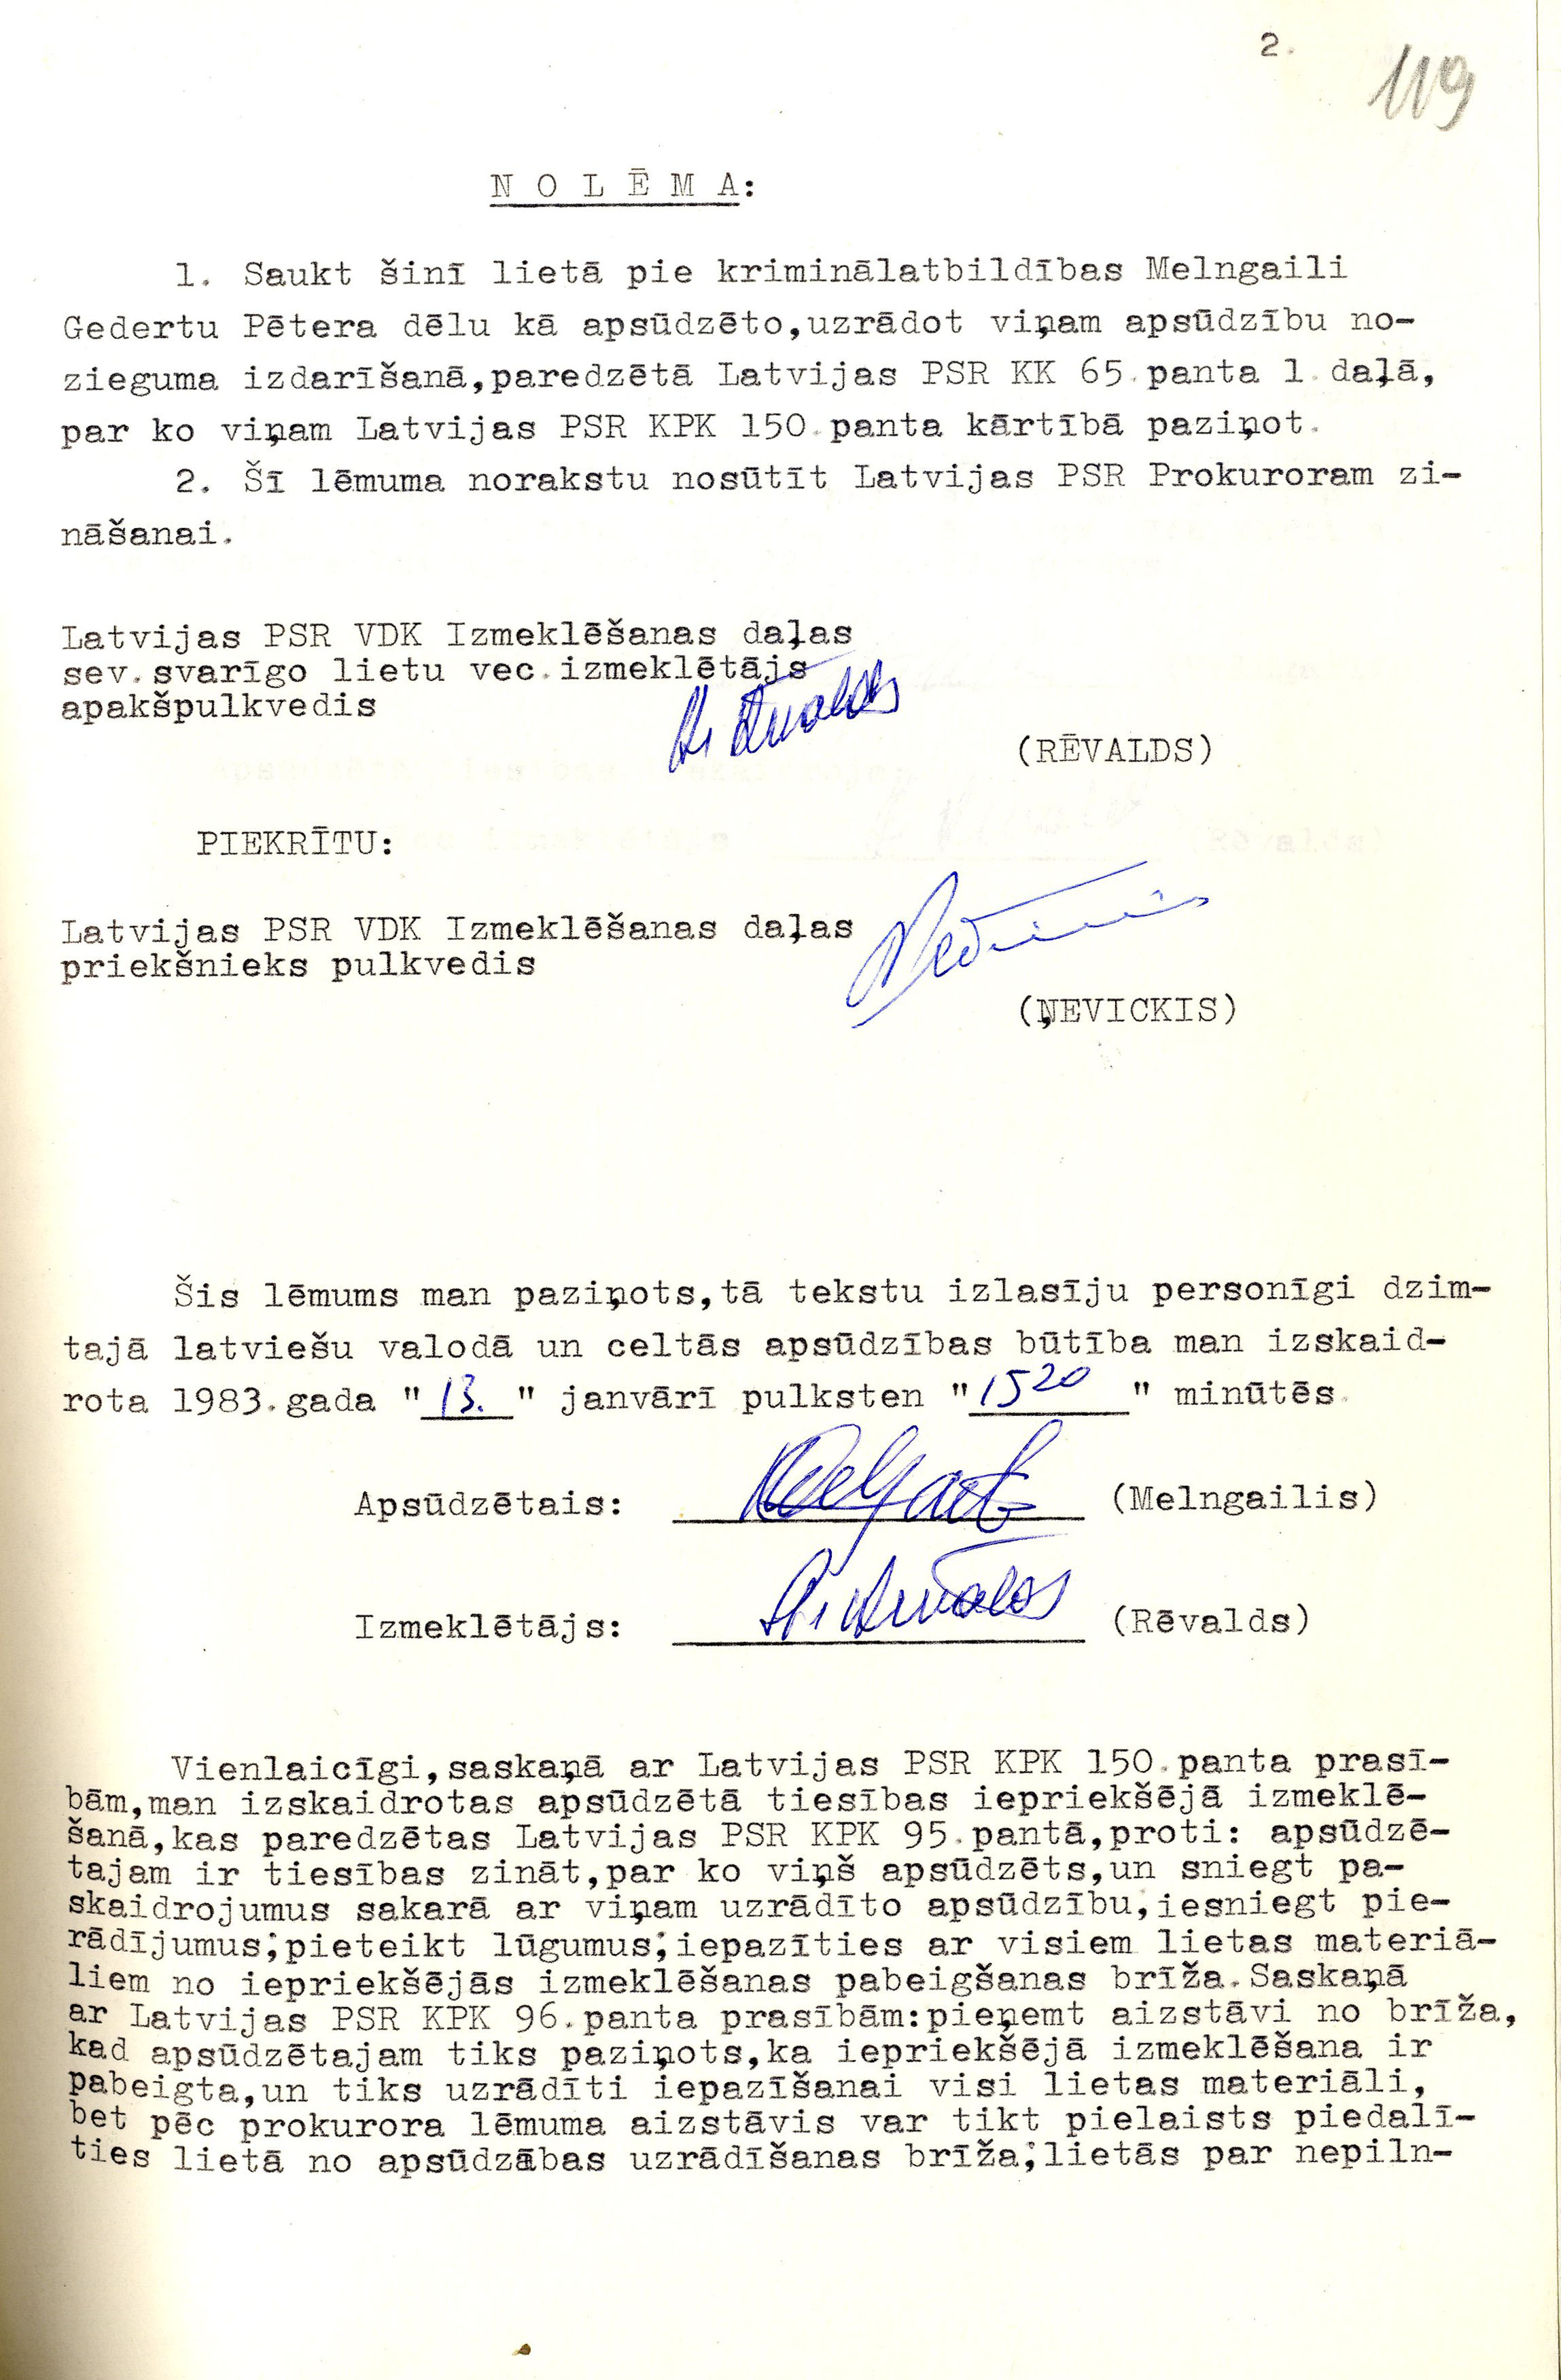 2.
119
N O L Ē M A:
1. Saukt šinī lietā pie kriminālatbildības Melngaili
Gedertu Pētera dēlu kā apsūdzēto,uzrādot viņam apsūdzību no-
zieguma izdarīšanā,paredzētā Latvijas PSR KK 65.panta 1.daļā,
par ko viņam Latvijas PSR KPK 150.panta kārtībā paziņot.
2. Šī lēmuma norakstu nosūtīt Latvijas PSR Prokuroram zi-
nāšanai.
Latvijas PSR VDK Izmeklēšanas daļas
sev.svarīgo lietu vec.izmeklētājs
apakšpulkvedis
(RĒVALDS)
PIEKRĪTU:
Latvijas PSR VDK Izmeklēšanas daļas
priekšnieks pulkvedis
(ŅEVICKIS)
Šis lēmums man paziņots,tā tekstu izlasīju personīgi dzim-
tajā latviešu valodā un celtās apsūdzības būtība man izskaid-
rota 1983.gada "13." janvārī pulksten "15 20" minūtēs.
Apsūdzētais: (Melngailis)
Izmeklētājs: (Rēvalds)
Vienlaicīgi,saskaņā ar Latvijas PSR KPK 150.panta prasī-
bām,man izskaidrotas apsūdzētā tiesības iepriekšējā izmeklē-
šanā,kas paredzētas Latvijas PSR KPK 95.pantā,proti: apsūdzē-
tajam ir tiesības zināt,par ko viņš apsūdzēts,un sniegt pa-
skaidrojumus sakarā ar viņam uzrādīto apsūdzību;iesniegt pie-
rādījumus;pieteikt lūgumus;iepazīties ar visiem lietas materiā-
liem no iepriekšējās izmeklēšanas pabeigšanas brīža.Saskaņā
ar Latvijas PSR KPK 96.panta prasībām:pieņemt aizstāvi no brīža,
kad apsūdzētajam tiks paziņots,ka iepriekšējā izmeklēšana ir
pabeigta,un tiks uzrādīti iepazīšanai visi lietas materiāli,
bet pēc prokurora lēmuma aizstāvis var tikt pielaists piedalī-
ties lietā no apsūdzābas uzrādīšanas brīža;lietās par nepiln-